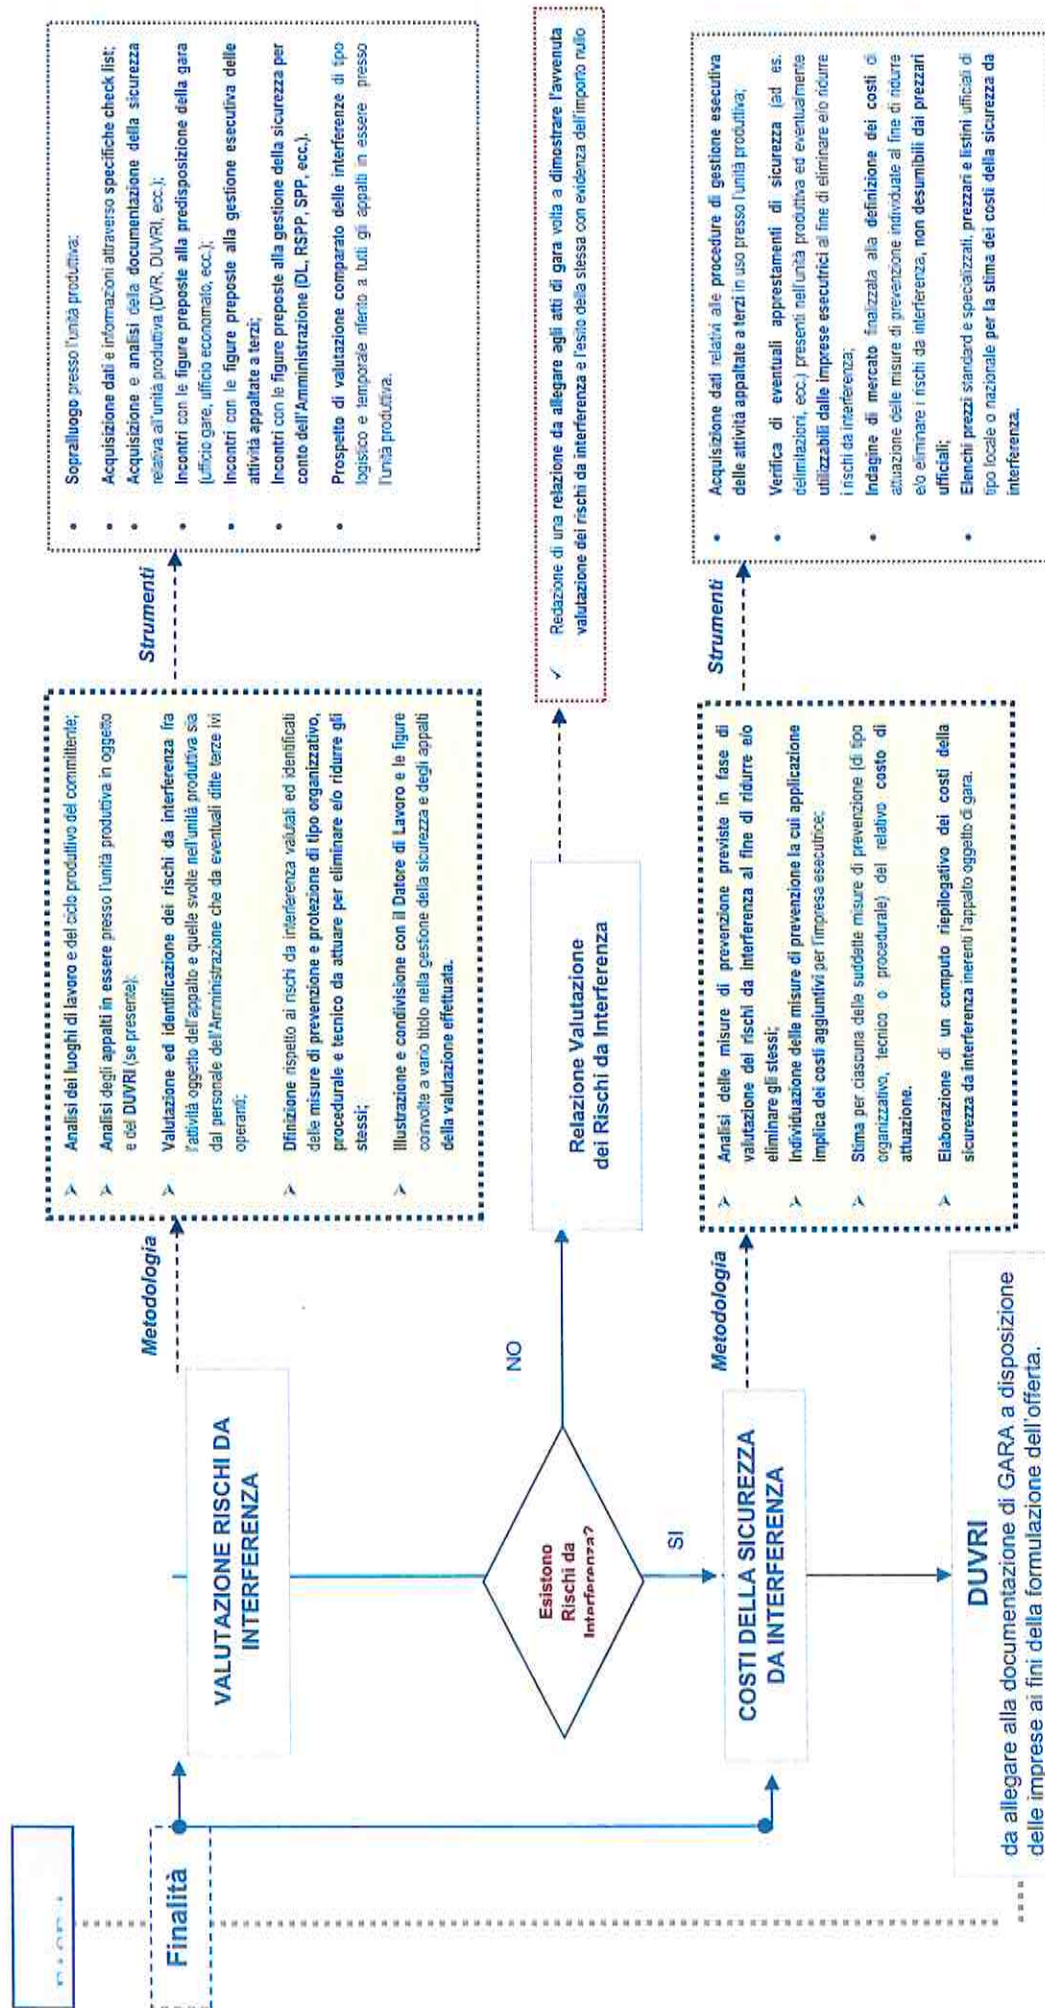 Finalità
VALUTAZIONE RISCHI DA
INTERFERENZA
Metodologia
➢ Analisi dei luoghi di lavoro e del ciclo produttivo del committente;
➢ Analisi degli appalti in essere presso l'unità produttiva in oggetto
e del DUVRI (se presente);
➢ Valutazione ed identificazione dei rischi da interferenza fra
l'attività oggetto dell'appalto e quelle svolte nell'unità produttiva sia
dal personale dell'Amministrazione che da eventuali ditte terze ivi
operanti;
➢ Dfinizione rispetto ai rischi da interferenza valutati ed identificati
delle misure di prevenzione e protezione di tipo organizzativo,
procedurale e tecnico da attuare per eliminare e/o ridurre gli
stessi;
➢ Illustrazione e condivisione con il Datore di Lavoro e le figure
coinvolte a vario titolo nella gestione della sicurezza e degli appalti
della valutazione effettuata.
Strumenti
• Sopralluogo presso l'unità produttiva;
• Acquisizione dati e informazioni attraverso specifiche check list;
• Acquisizione e analisi della documentazione della sicurezza
relativa all'unità produttiva (DVR, DUVRI, ecc.);
• Incontri con le figure preposte alla predisposizione della gara
(ufficio gare, ufficio economato, ecc.);
• Incontri con le figure preposte alla gestione esecutiva delle
attività appaltate a terzi;
• Incontri con le figure preposte alla gestione della sicurezza per
conto dell'Amministrazione (DL, RSPP, SPP, ecc.).
Prospetto di valutazione comparato delle interferenze di tipo
logistico e temporale riferito a tutti gli appalti in essere presso
l'unità produttiva.
Esistono
Rischi da
Interferenza?
NO
Relazione Valutazione
dei Rischi da Interferenza
✓ Redazione di una relazione da allegare agli atti di gara volta a dimostrare l'avvenuta
valutazione dei rischi da interferenza e l'esito della stessa con evidenza dell'importo nullo
SI
COSTI DELLA SICUREZZA
DA INTERFERENZA
Metodologia
➢ Analisi delle misure di prevenzione previste in fase di
valutazione dei rischi da Interferenza al fine di ridurre e/o
eliminare gli stessi;
➢ Individuazione delle misure di prevenzione la cui applicazione
implica dei costi aggiuntivi per l'impresa esecutrice;
➢ Stima per ciascuna delle suddette misure di prevenzione (di tipo
organizzativo, tecnico o procedurale) del relativo costo di
attuazione.
➢ Elaborazione di un computo riepilogativo dei costi della
sicurezza da interferenza inerenti l'appalto oggetto di gara.
Strumenti
• Acquisizione dati relativi alle procedure di gestione esecutiva
delle attività appaltate a terzi in uso presso l'unità produttiva;
• Verifica di eventuali apprestamenti di sicurezza (ad es.
delimitazioni, ecc.) presenti nell'unità produttiva ed eventualmente
utilizzabili dalle imprese esecutrici al fine di eliminare e/o ridurre
i rischi da interferenza;
• Indagine di mercato finalizzata alla definizione dei costi di
attuazione delle misure di prevenzione individuate al fine di ridurre
e/o eliminare i rischi da interferenza, non desumibili dai prezzari
ufficiali;
• Elenchi prezzi standard e specializzati, prezzari e listini ufficiali di
tipo locale o nazionale per la stima dei costi della sicurezza da
interferenza.
DUVRI
da allegare alla documentazione di GARA a disposizione
delle imprese ai fini della formulazione dell'offerta.